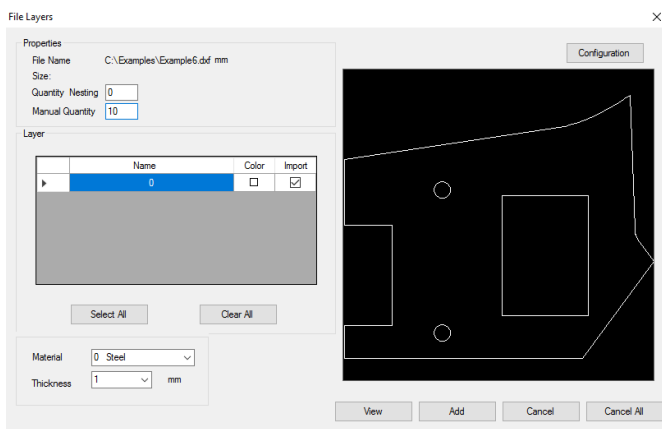 File Layers
Properties
File Name C:\Examples\Example6.dxf mm
Size:
Quantity Nesting 0
Manual Quantity 10
Configuration
Layer
Name Color Import
0
Select All Clear All
Material 0 Steel
Thickness 1 mm
View Add Cancel Cancel All